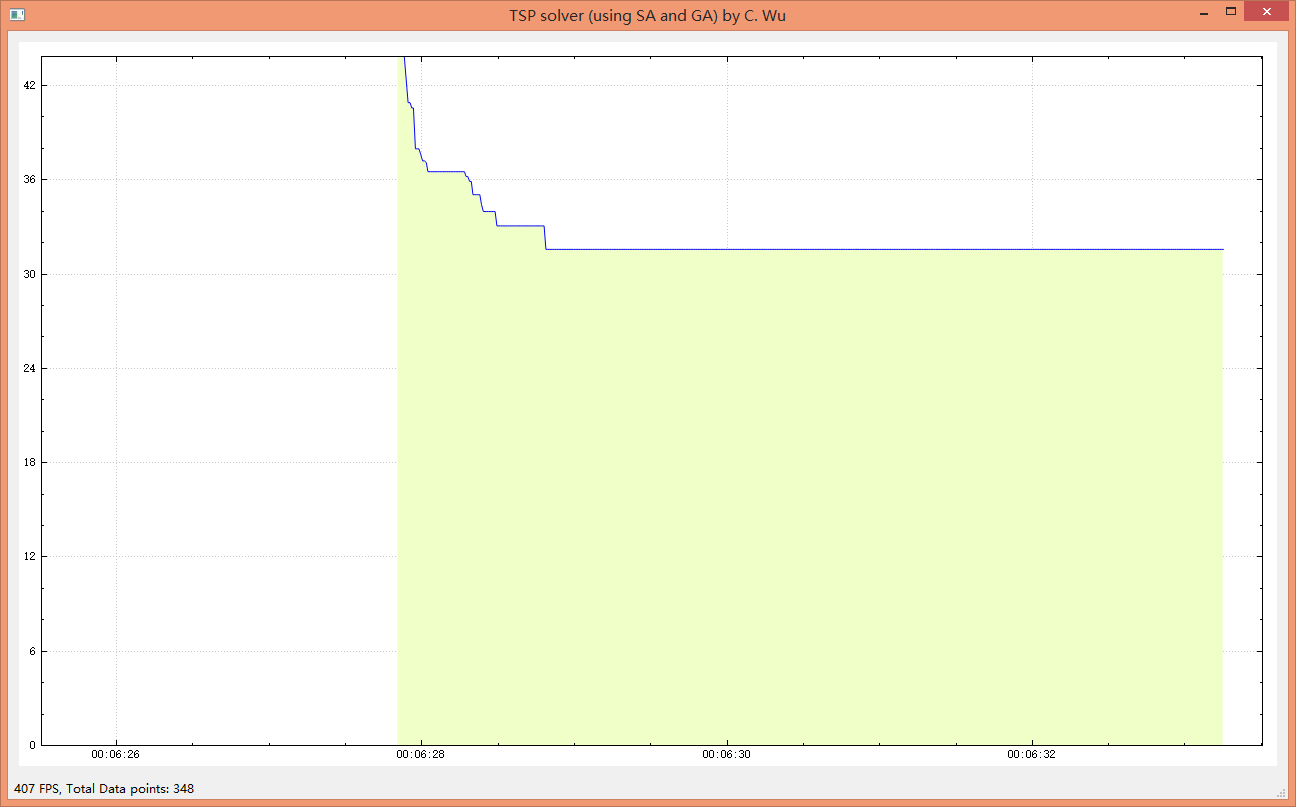 TSP solver (using SA and GA) by C. Wu
42
36
30
24
18
12
6
0
00:06:26 00:06:28 00:06:30 00:06:32
407 FPS, Total Data points: 348